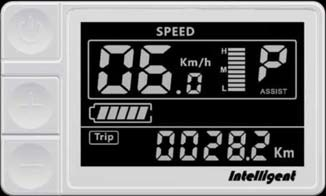 SPEED
06.0 Km/h H M L P ASSIST
Trip 0028.2 Km
Intelligent